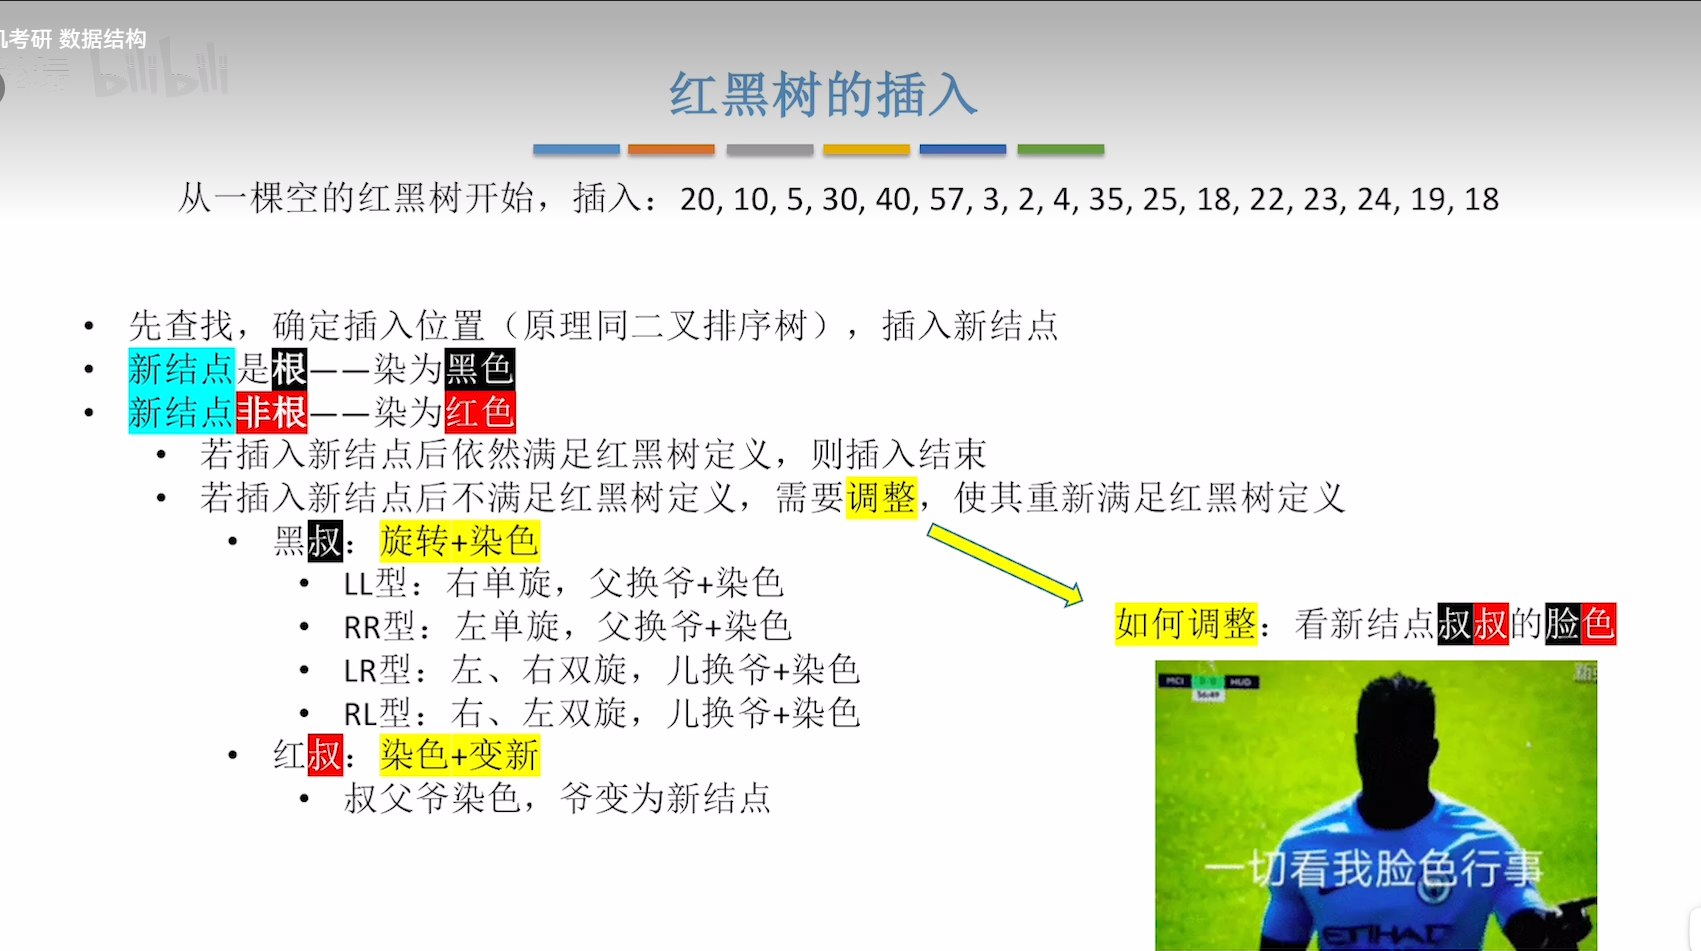 机考研 数据结构
bilibili
红黑树的插入
从一棵空的红黑树开始，插入：20, 10, 5, 30, 40, 57, 3, 2, 4, 35, 25, 18, 22, 23, 24, 19, 18
• 先查找，确定插入位置（原理同二叉排序树），插入新结点
• 新结点是根——染为黑色
• 新结点非根——染为红色
• 若插入新结点后依然满足红黑树定义，则插入结束
• 若插入新结点后不满足红黑树定义，需要调整，使其重新满足红黑树定义
• 黑叔：旋转+染色
• LL型：右单旋，父换爷+染色
• RR型：左单旋，父换爷+染色
• LR型：左、右双旋，儿换爷+染色
• RL型：右、左双旋，儿换爷+染色
• 红叔：染色+变新
• 叔父爷染色，爷变为新结点
如何调整：看新结点叔叔的脸色
MCI 0-0 HUD
56:49
一切看我脸色行事
ETIHAD